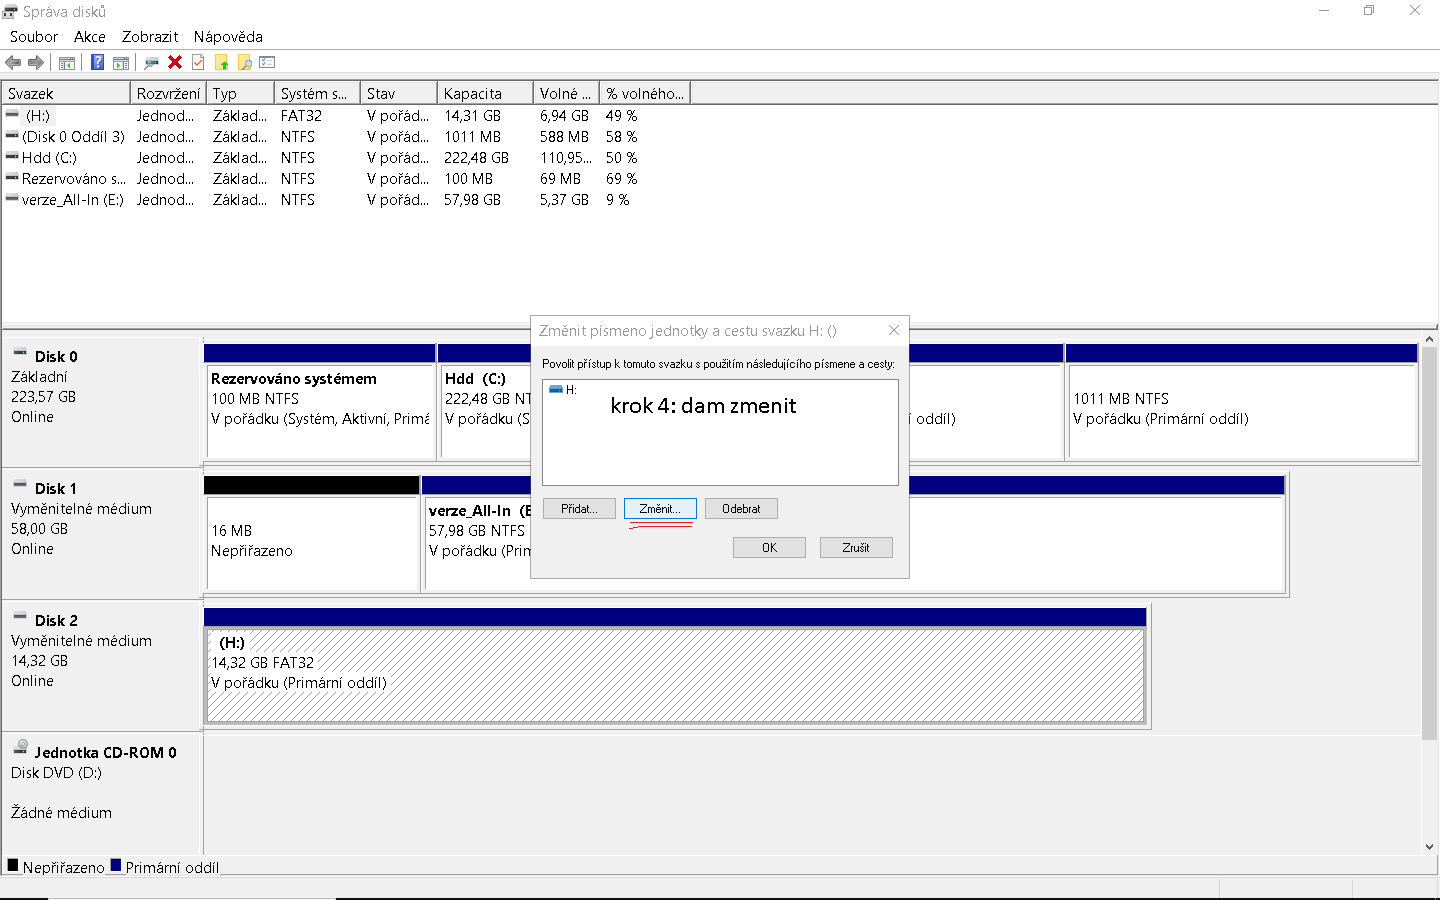 Správa disků
Soubor Akce Zobrazit Nápověda
Svazek Rozvržení Typ Systém s... Stav Kapacita Volné ... % volného...
(H:) Jednod... Základ... FAT32 V pořád... 14,31 GB 6,94 GB 49 %
(Disk 0 Oddíl 3) Jednod... Základ... NTFS V pořád... 1011 MB 588 MB 58 %
Hdd (C:) Jednod... Základ... NTFS V pořád... 222,48 GB 110,95... 50 %
Rezervováno s... Jednod... Základ... NTFS V pořád... 100 MB 69 MB 69 %
verze_All-In (E:) Jednod... Základ... NTFS V pořád... 57,98 GB 5,37 GB 9 %
Změnit písmeno jednotky a cestu svazku H: ()
Povolit přístup k tomuto svazku s použitím následujícího písmene a cesty:
H:
krok 4: dam zmenit
Přidat... Změnit... Odebrat
OK Zrušit
Disk 0
Základní
223,57 GB
Online
Rezervováno systémem
100 MB NTFS
V pořádku (Systém, Aktivní, Primá
Hdd (C:)
222,48 GB NT
V pořádku (S
í oddíl)
1011 MB NTFS
V pořádku (Primární oddíl)
Disk 1
Vyměnitelné médium
58,00 GB
Online
16 MB
Nepřiřazeno
verze_All-In (E
57,98 GB NTFS
V pořádku (Prin
Disk 2
Vyměnitelné médium
14,32 GB
Online
(H:)
14,32 GB FAT32
V pořádku (Primární oddíl)
Jednotka CD-ROM 0
Disk DVD (D:)
Žádné médium
Nepřiřazeno Primární oddíl